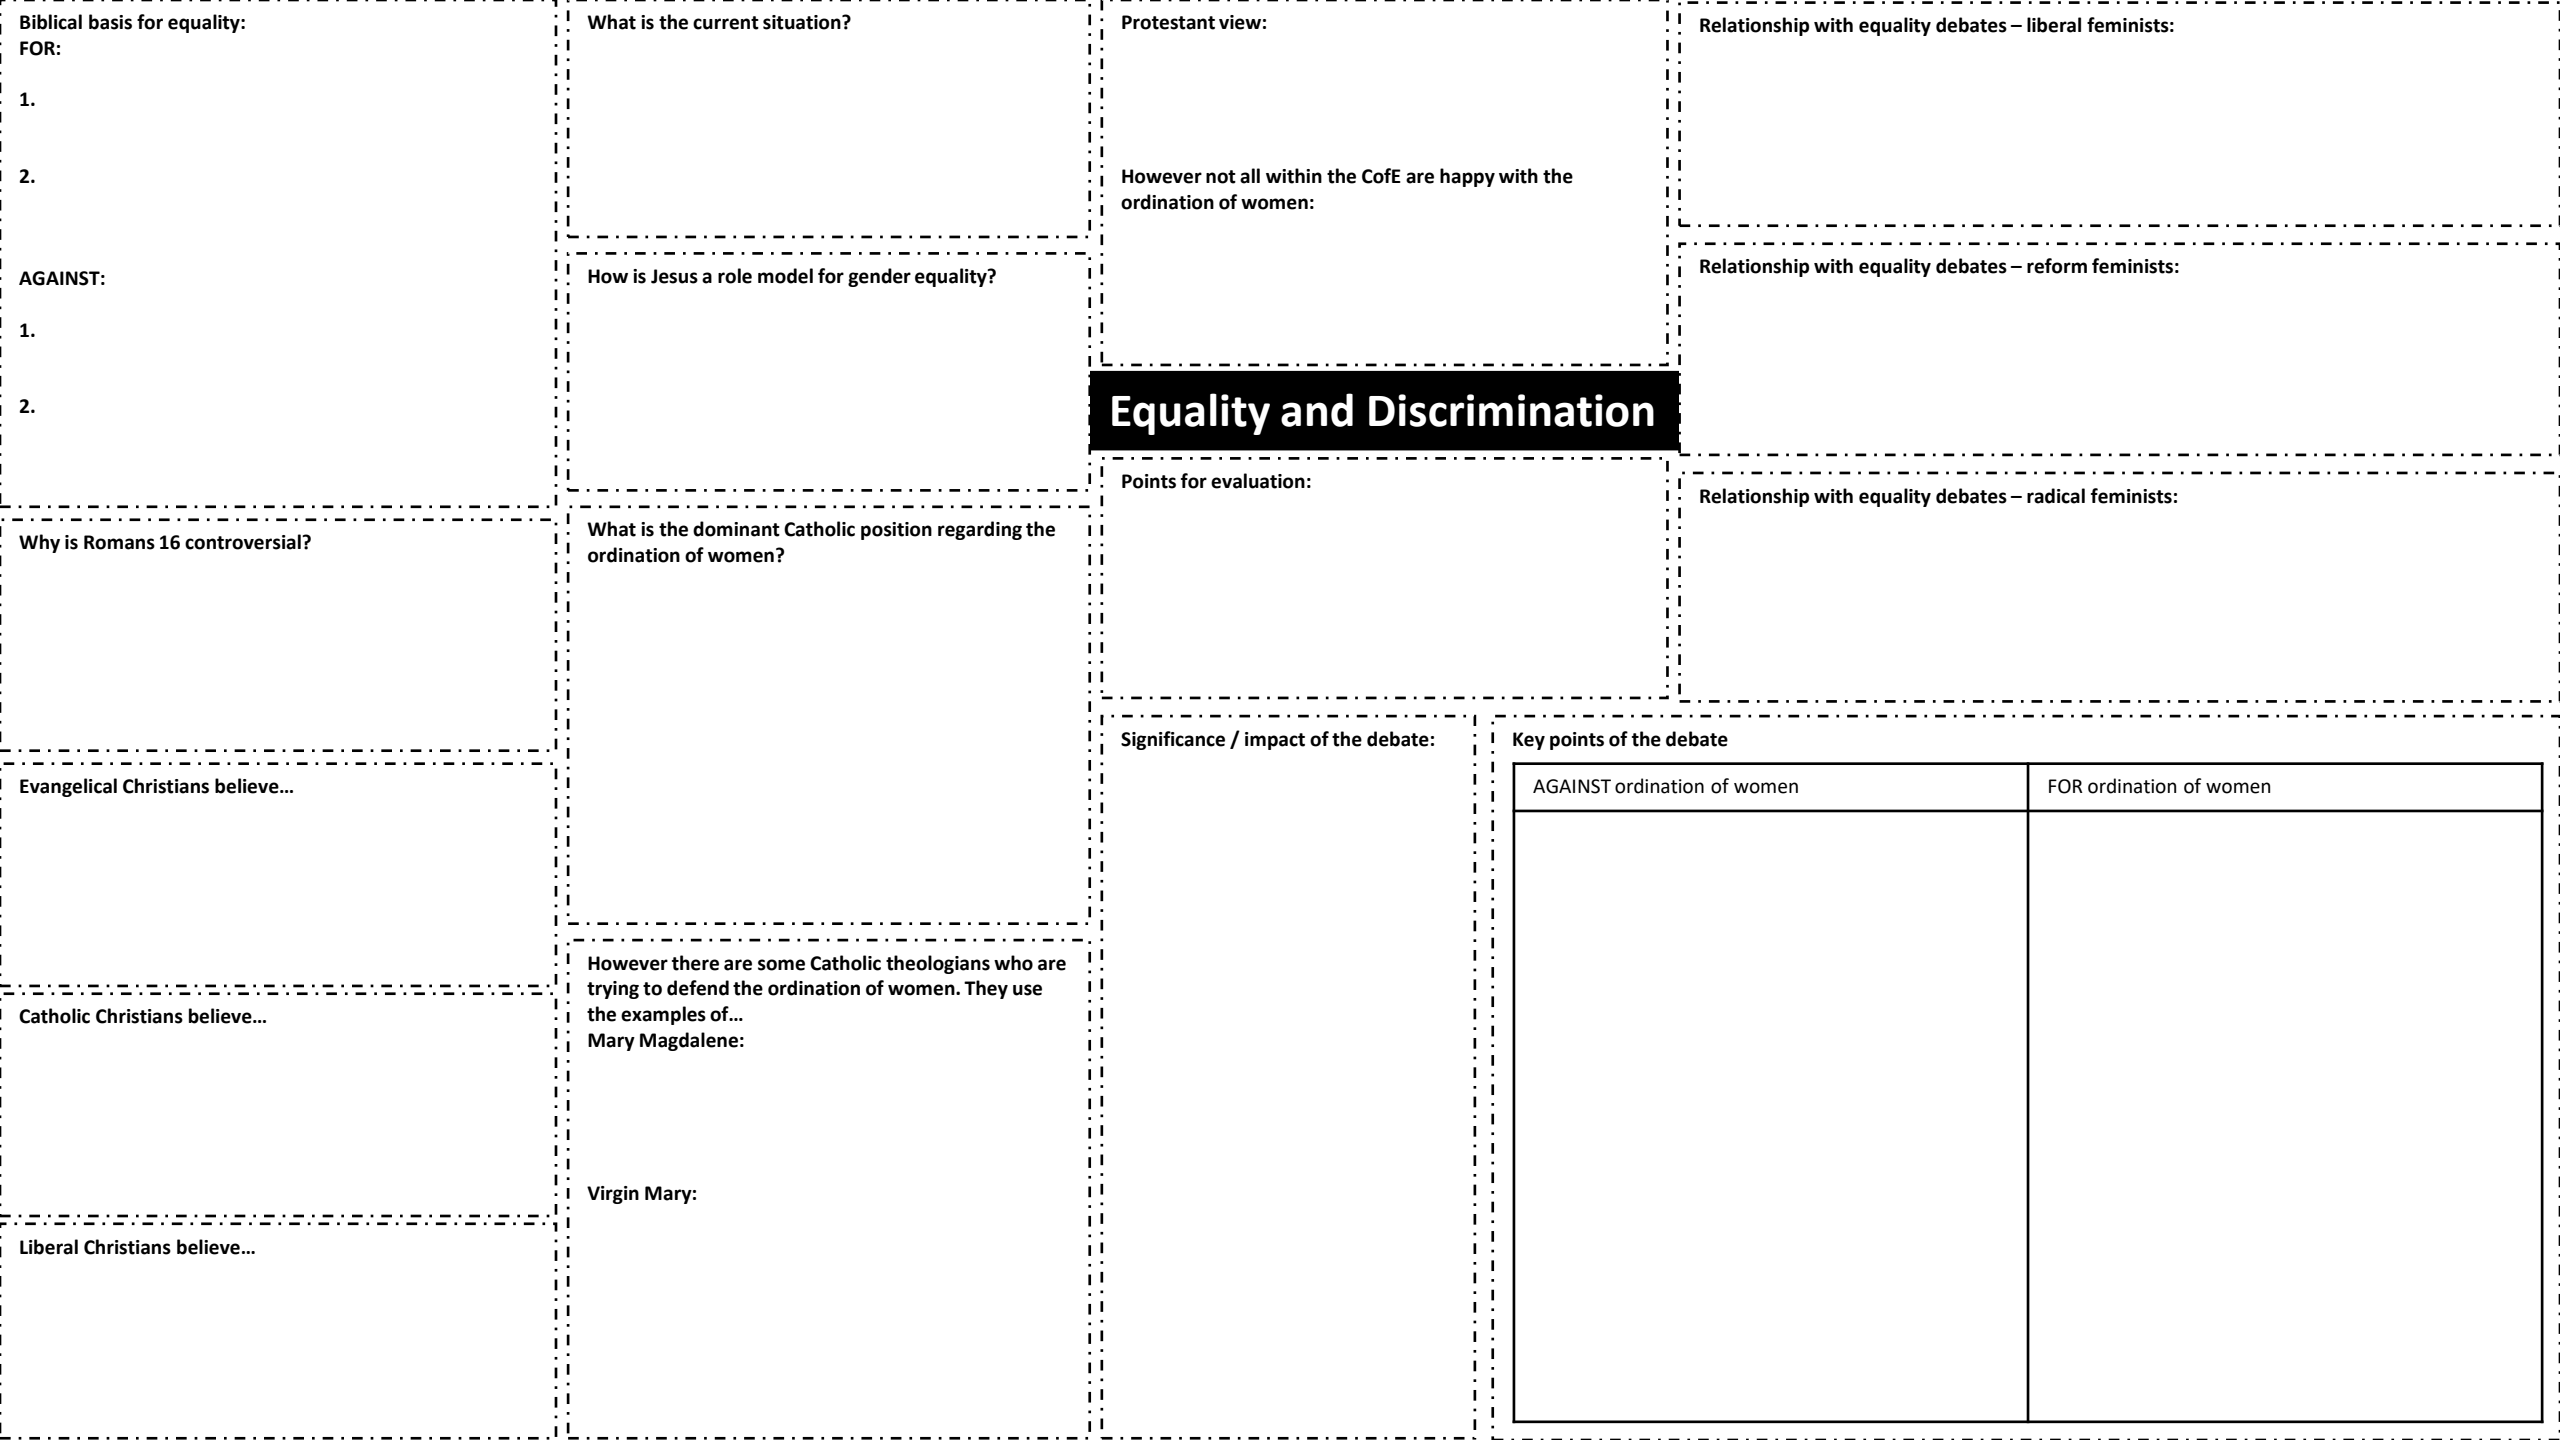 Biblical basis for equality:
FOR:
1.
2.
AGAINST:
1.
2.
Why is Romans 16 controversial?
Evangelical Christians believe…
Catholic Christians believe…
Liberal Christians believe…
What is the current situation?
How is Jesus a role model for gender equality?
What is the dominant Catholic position regarding the
ordination of women?
However there are some Catholic theologians who are
trying to defend the ordination of women. They use
the examples of…
Mary Magdalene:
Virgin Mary:
Protestant view:
However not all within the CofE are happy with the
ordination of women:
Equality and Discrimination
Points for evaluation:
Significance / impact of the debate:
Relationship with equality debates – liberal feminists:
Relationship with equality debates – reform feminists:
Relationship with equality debates – radical feminists:
Key points of the debate
AGAINST ordination of women
FOR ordination of women